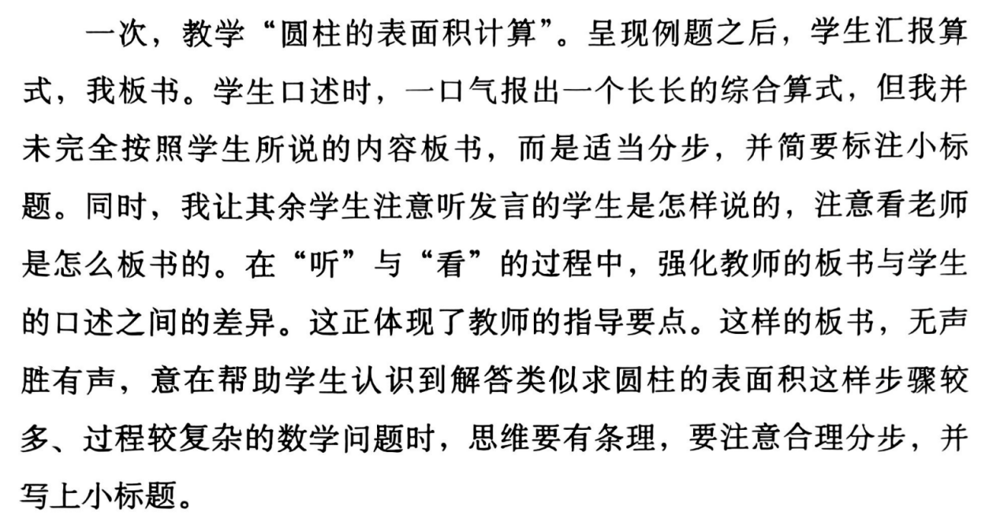 一次，教学“圆柱的表面积计算”。呈现例题之后，学生汇报算
式，我板书。学生口述时，一口气报出一个长长的综合算式，但我并
未完全按照学生所说的内容板书，而是适当分步，并简要标注小标
题。同时，我让其余学生注意听发言的学生是怎样说的，注意看老师
是怎么板书的。在“听”与“看”的过程中，强化教师的板书与学生
的口述之间的差异。这正体现了教师的指导要点。这样的板书，无声
胜有声，意在帮助学生认识到解答类似求圆柱的表面积这样步骤较
多、过程较复杂的数学问题时，思维要有条理，要注意合理分步，并
写上小标题。